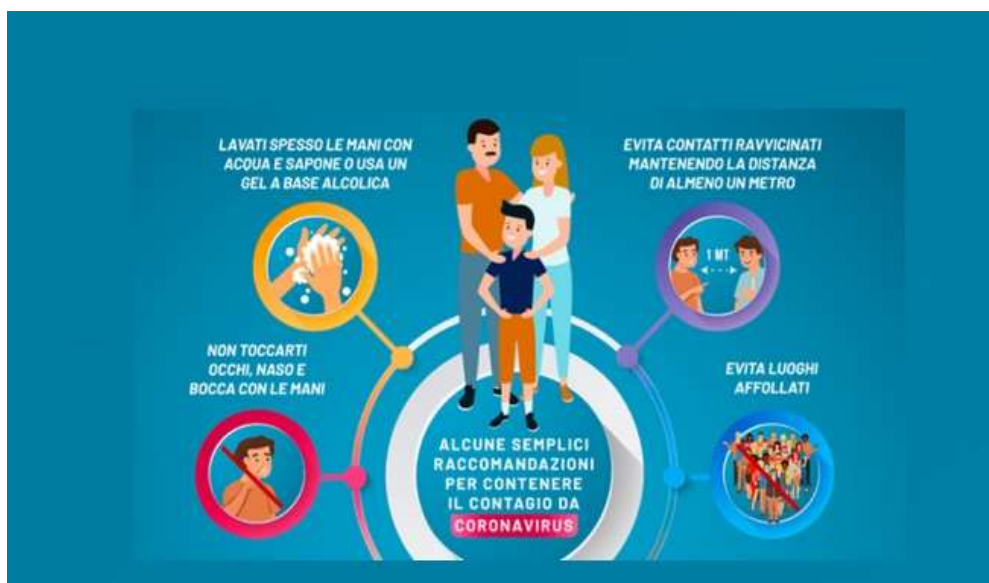 LAVATI SPESSO LE MANI CON
ACQUA E SAPONE O USA UN
GEL A BASE ALCOLICA
EVITA CONTATTI RAVVICINATI
MANTENENDO LA DISTANZA
DI ALMENO UN METRO
1 MT
NON TOCCARTI
OCCHI, NASO E
BOCCA CON LE MANI
EVITA LUOGHI
AFFOLLATI
ALCUNE SEMPLICI
RACCOMANDAZIONI
PER CONTENERE
IL CONTAGIO DA
CORONAVIRUS